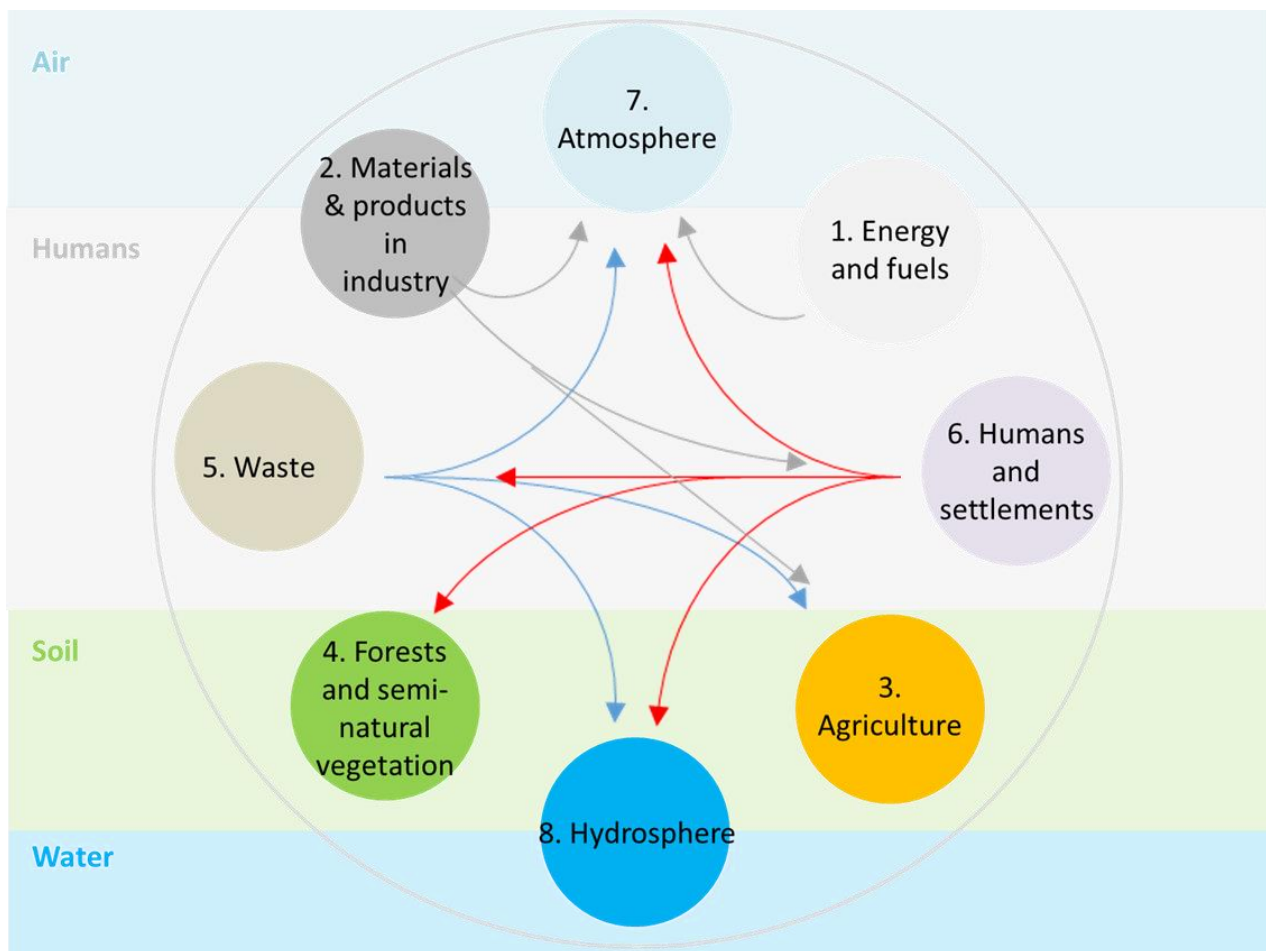 Air
7.
Atmosphere
2. Materials
& products
in
industry
1. Energy
and fuels
Humans
5. Waste
6. Humans
and
settlements
Soil
4. Forests
and semi-
natural
vegetation
3.
Agriculture
8. Hydrosphere
Water